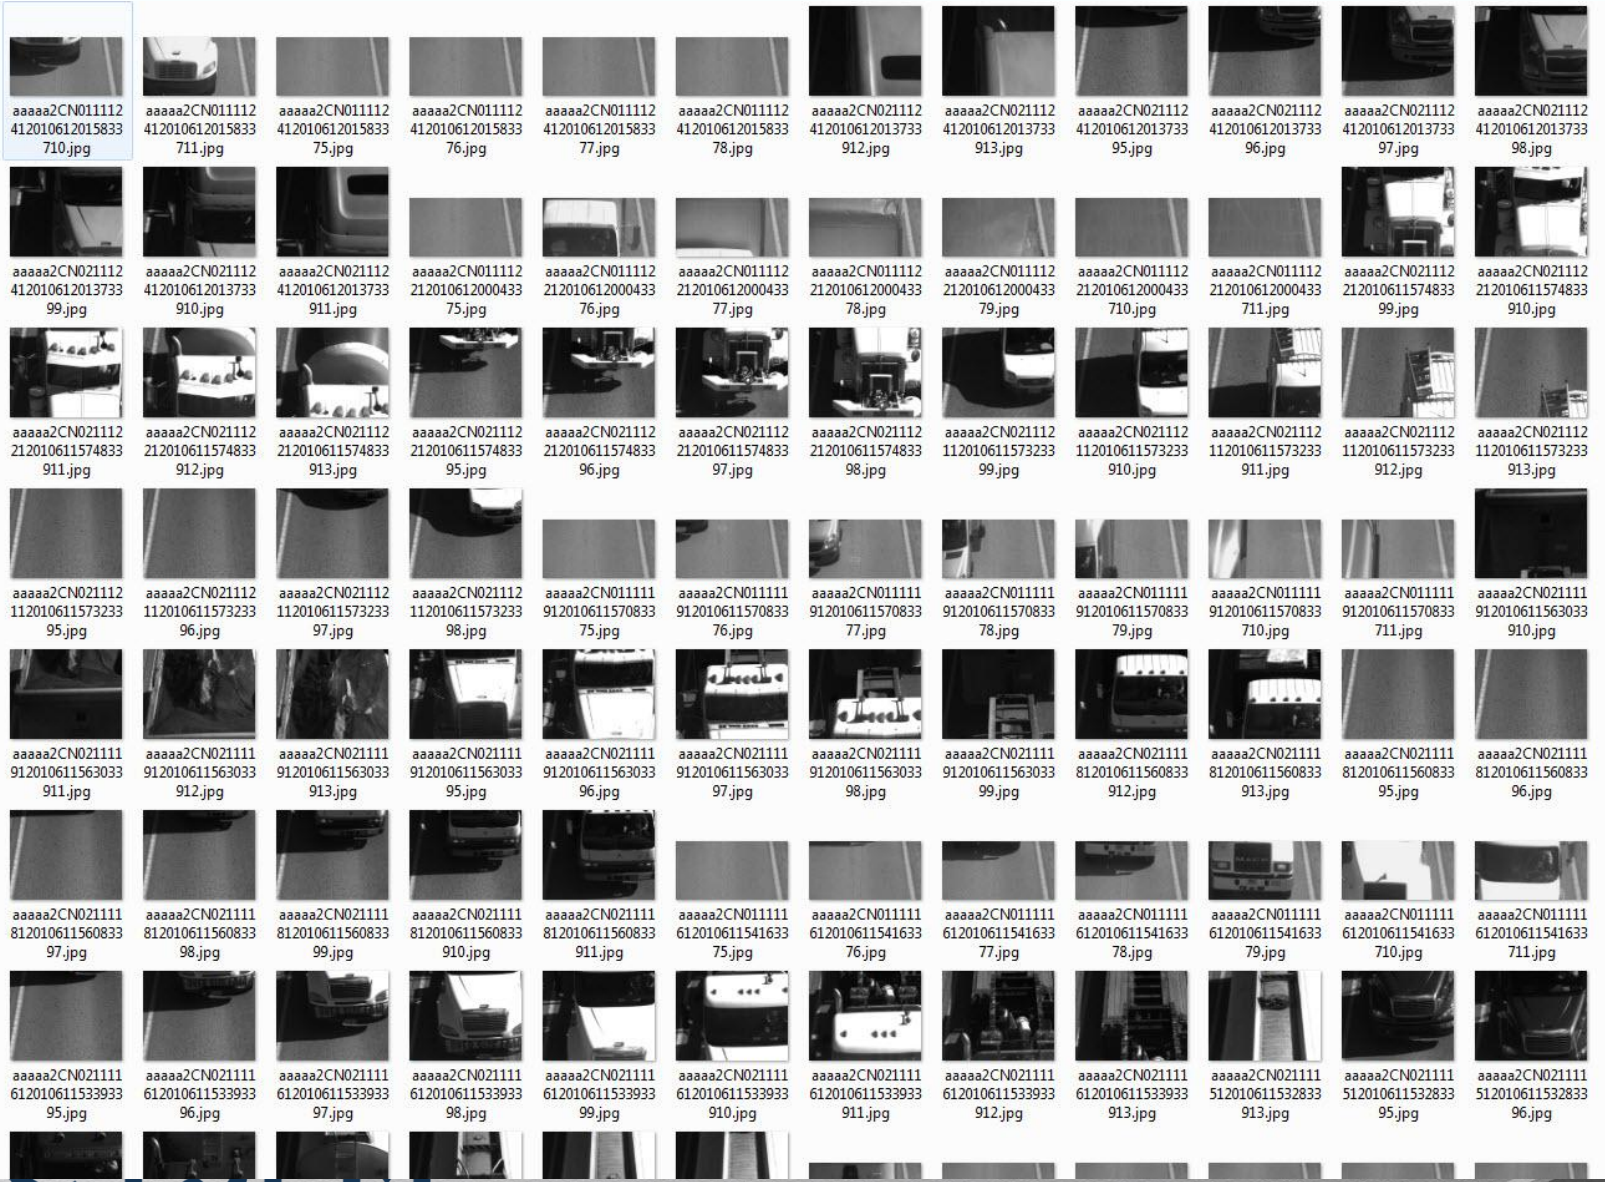 aaaaa2CN011112 aaaaa2CN011112 aaaaa2CN011112 aaaaa2CN011112 aaaaa2CN011112 aaaaa2CN011112 aaaaa2CN021112 aaaaa2CN021112 aaaaa2CN021112 aaaaa2CN021112 aaaaa2CN021112 aaaaa2CN021112
412010612015833 412010612015833 412010612015833 412010612015833 412010612015833 412010612015833 412010612013733 412010612013733 412010612013733 412010612013733 412010612013733 412010612013733
710.jpg 711.jpg 75.jpg 76.jpg 77.jpg 78.jpg 912.jpg 913.jpg 95.jpg 96.jpg 97.jpg 98.jpg
aaaaa2CN021112 aaaaa2CN021112 aaaaa2CN021112 aaaaa2CN011112 aaaaa2CN011112 aaaaa2CN011112 aaaaa2CN011112 aaaaa2CN011112 aaaaa2CN011112 aaaaa2CN011112 aaaaa2CN021112 aaaaa2CN021112
412010612013733 412010612013733 412010612013733 212010612000433 212010612000433 212010612000433 212010612000433 212010612000433 212010612000433 212010612000433 212010611574833 212010611574833
99.jpg 910.jpg 911.jpg 75.jpg 76.jpg 77.jpg 78.jpg 79.jpg 710.jpg 711.jpg 99.jpg 910.jpg
aaaaa2CN021112 aaaaa2CN021112 aaaaa2CN021112 aaaaa2CN021112 aaaaa2CN021112 aaaaa2CN021112 aaaaa2CN021112 aaaaa2CN021112 aaaaa2CN021112 aaaaa2CN021112 aaaaa2CN021112 aaaaa2CN021112
212010611574833 212010611574833 212010611574833 212010611574833 212010611574833 212010611574833 212010611574833 112010611573233 112010611573233 112010611573233 112010611573233 112010611573233
911.jpg 912.jpg 913.jpg 95.jpg 96.jpg 97.jpg 98.jpg 99.jpg 910.jpg 911.jpg 912.jpg 913.jpg
aaaaa2CN021112 aaaaa2CN021112 aaaaa2CN021112 aaaaa2CN021112 aaaaa2CN011111 aaaaa2CN011111 aaaaa2CN011111 aaaaa2CN011111 aaaaa2CN011111 aaaaa2CN011111 aaaaa2CN011111 aaaaa2CN021111
112010611573233 112010611573233 112010611573233 112010611573233 912010611570833 912010611570833 912010611570833 912010611570833 912010611570833 912010611570833 912010611570833 912010611563033
95.jpg 96.jpg 97.jpg 98.jpg 75.jpg 76.jpg 77.jpg 78.jpg 79.jpg 710.jpg 711.jpg 910.jpg
aaaaa2CN021111 aaaaa2CN021111 aaaaa2CN021111 aaaaa2CN021111 aaaaa2CN021111 aaaaa2CN021111 aaaaa2CN021111 aaaaa2CN021111 aaaaa2CN021111 aaaaa2CN021111 aaaaa2CN021111 aaaaa2CN021111
912010611563033 912010611563033 912010611563033 912010611563033 912010611563033 912010611563033 912010611563033 912010611563033 812010611560833 812010611560833 812010611560833 812010611560833
911.jpg 912.jpg 913.jpg 95.jpg 96.jpg 97.jpg 98.jpg 99.jpg 912.jpg 913.jpg 95.jpg 96.jpg
aaaaa2CN021111 aaaaa2CN021111 aaaaa2CN021111 aaaaa2CN021111 aaaaa2CN021111 aaaaa2CN011111 aaaaa2CN011111 aaaaa2CN011111 aaaaa2CN011111 aaaaa2CN011111 aaaaa2CN011111 aaaaa2CN011111
812010611560833 812010611560833 812010611560833 812010611560833 812010611560833 612010611541633 612010611541633 612010611541633 612010611541633 612010611541633 612010611541633 612010611541633
97.jpg 98.jpg 99.jpg 910.jpg 911.jpg 75.jpg 76.jpg 77.jpg 78.jpg 79.jpg 710.jpg 711.jpg
aaaaa2CN021111 aaaaa2CN021111 aaaaa2CN021111 aaaaa2CN021111 aaaaa2CN021111 aaaaa2CN021111 aaaaa2CN021111 aaaaa2CN021111 aaaaa2CN021111 aaaaa2CN021111 aaaaa2CN021111 aaaaa2CN021111
612010611533933 612010611533933 612010611533933 612010611533933 612010611533933 612010611533933 612010611533933 612010611533933 612010611533933 512010611532833 512010611532833 512010611532833
95.jpg 96.jpg 97.jpg 98.jpg 99.jpg 910.jpg 911.jpg 912.jpg 913.jpg 913.jpg 95.jpg 96.jpg